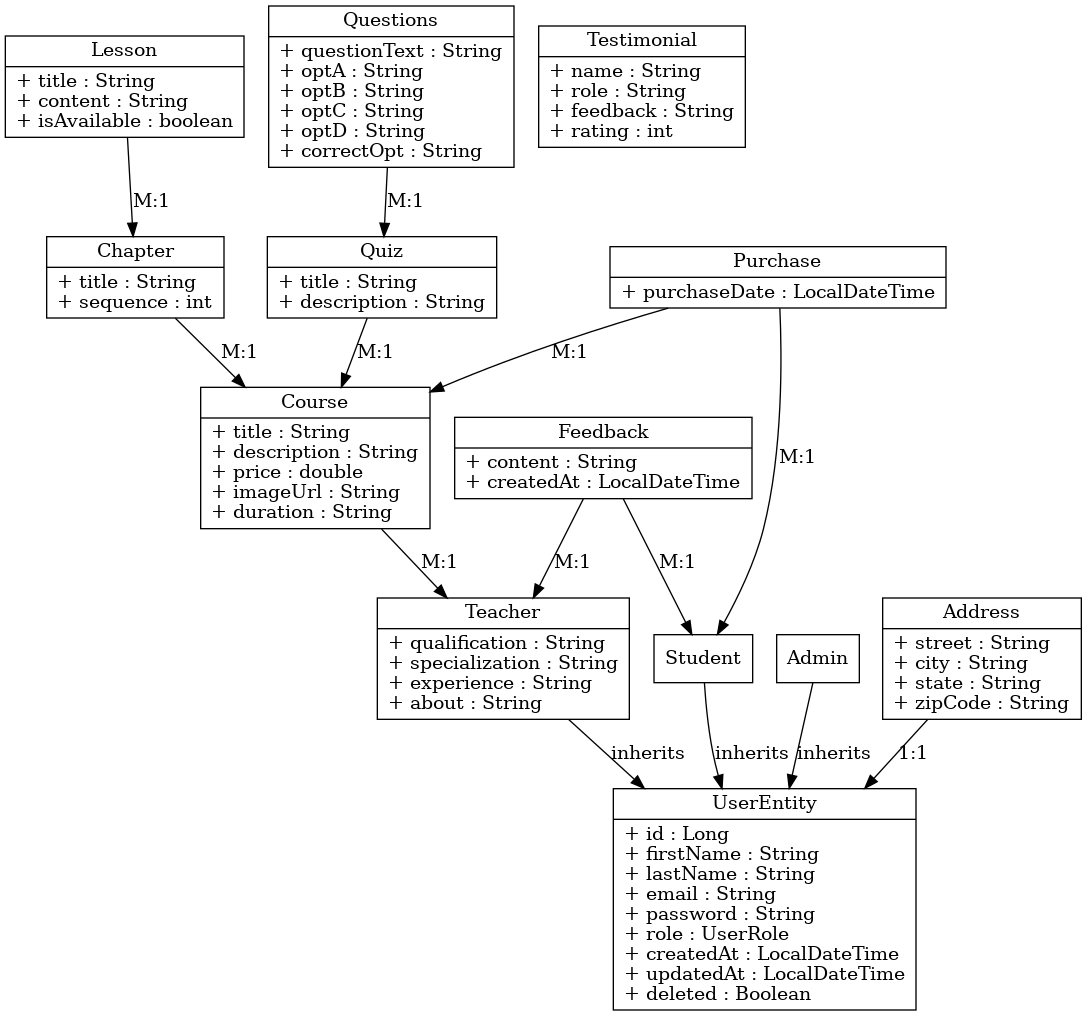 Lesson
+ title : String
+ content : String
+ isAvailable : boolean
Questions
+ questionText : String
+ optA : String
+ optB : String
+ optC : String
+ optD : String
+ correctOpt : String
Testimonial
+ name : String
+ role : String
+ feedback : String
+ rating : int
M:1
M:1
Chapter
+ title : String
+ sequence : int
Quiz
+ title : String
+ description : String
Purchase
+ purchaseDate : LocalDateTime
M:1
M:1
M:1
M:1
Course
+ title : String
+ description : String
+ price : double
+ imageUrl : String
+ duration : String
Feedback
+ content : String
+ createdAt : LocalDateTime
M:1
M:1
M:1
Teacher
+ qualification : String
+ specialization : String
+ experience : String
+ about : String
Student
Admin
Address
+ street : String
+ city : String
+ state : String
+ zipCode : String
inherits
inherits
inherits
1:1
UserEntity
+ id : Long
+ firstName : String
+ lastName : String
+ email : String
+ password : String
+ role : UserRole
+ createdAt : LocalDateTime
+ updatedAt : LocalDateTime
+ deleted : Boolean